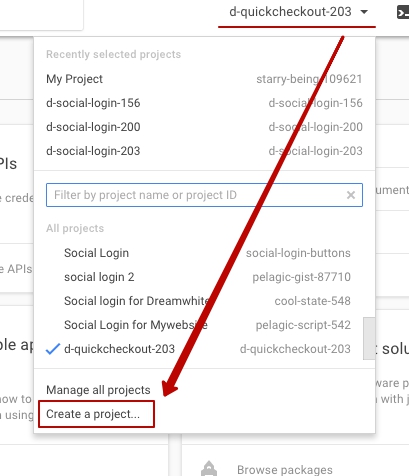 d-quickcheckout-203
Recently selected projects
My Project starry-being-109621
d-social-login-156 d-social-login-156
d-social-login-200 d-social-login-200
d-social-login-203 d-social-login-203
PIs
e crede
umen
Filter by project name or project ID
All projects
Social Login social-login-buttons
e APIs
social login 2 pelagic-gist-87710
Social login for Dreamwhite cool-state-548
Social Login for Mywebsite pelagic-script-542
ple ap
d-quickcheckout-203 d-quickcheckout-203
t solu
Manage all projects
ware p
how to
Create a project...
with j
n using
Browse packages